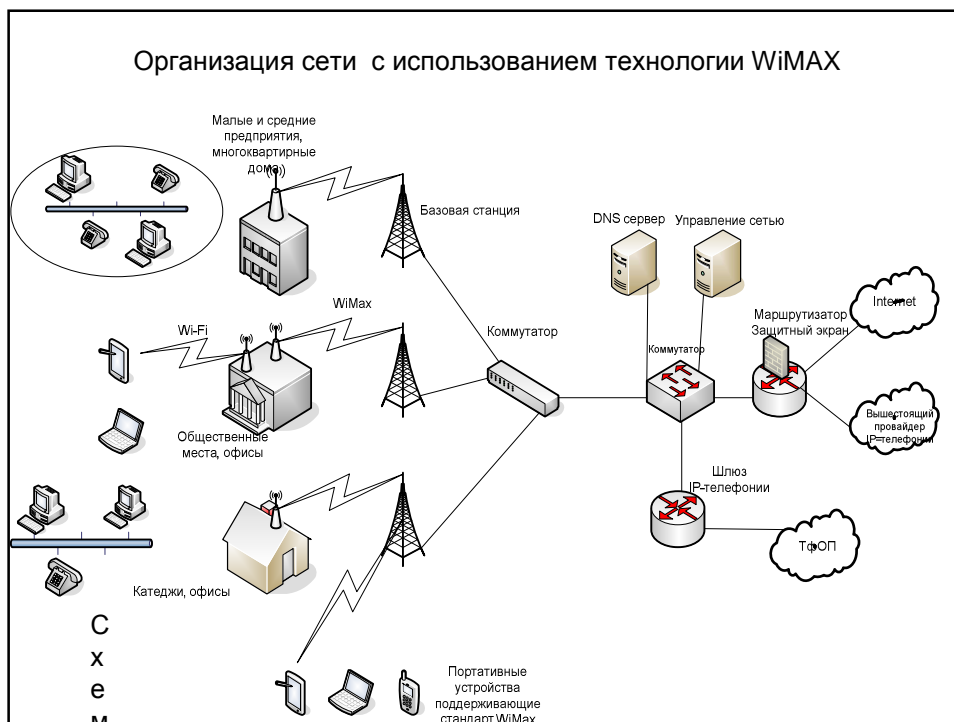 Организация сети с использованием технологии WiMAX
Малые и средние
предприятия,
многоквартирные
дома
Базовая станция
DNS сервер
Управление сетью
Internet
Wi-Fi
WiMax
Коммутатор
Маршрутизатор
Защитный экран
Коммутатор
Вышестоящий
провайдер
IP-телефонии
Общественные
места, офисы
Шлюз
IP-телефонии
ТфОП
Катеджи, офисы
С
х
е
м
Портативные
устройства
поддерживающие
стандарт WiMax